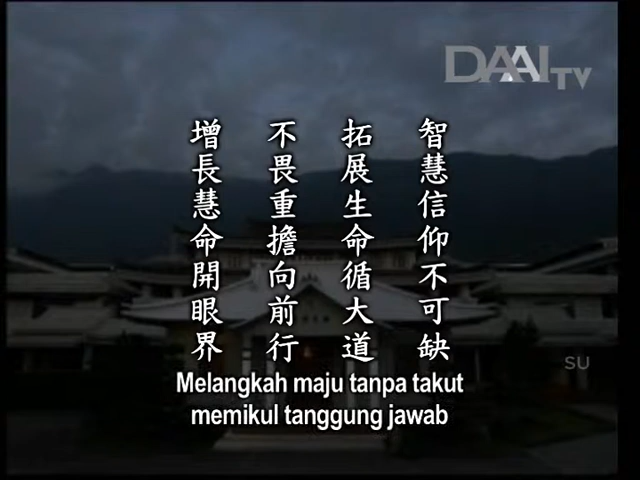 DAAI TV
智慧信仰不可缺
拓展生命循大道
不畏重擔向前行
增長慧命開眼界
SU
Melangkah maju tanpa takut
memikul tanggung jawab